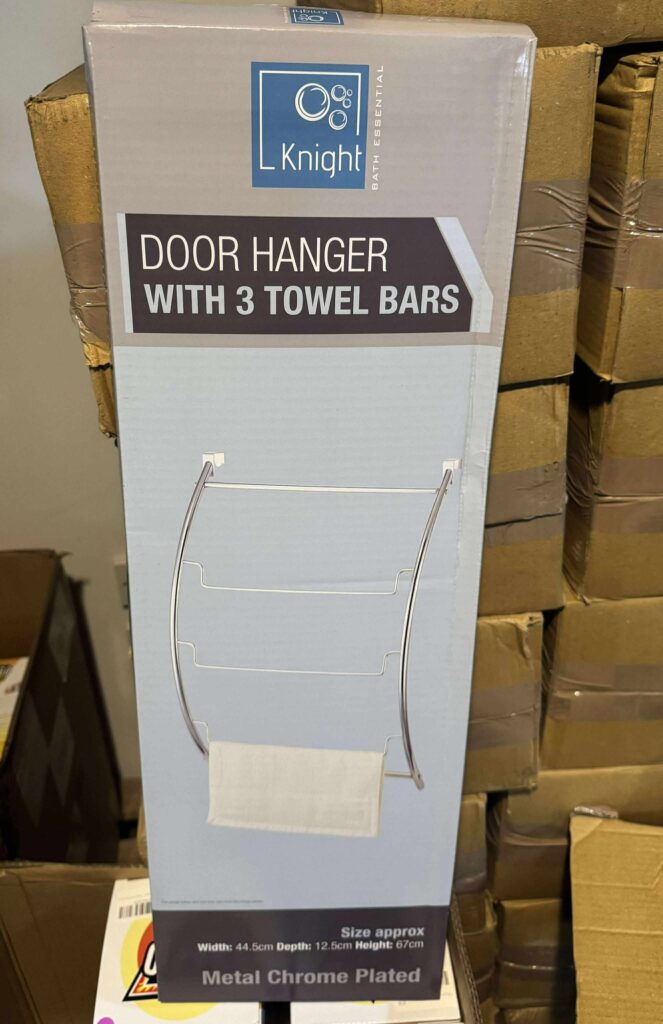 Knight
Knight
BATH ESSENTIAL
DOOR HANGER
WITH 3 TOWEL BARS
Size approx
Width: 44.5cm Depth: 12.5cm Height: 67cm
Metal Chrome Plated